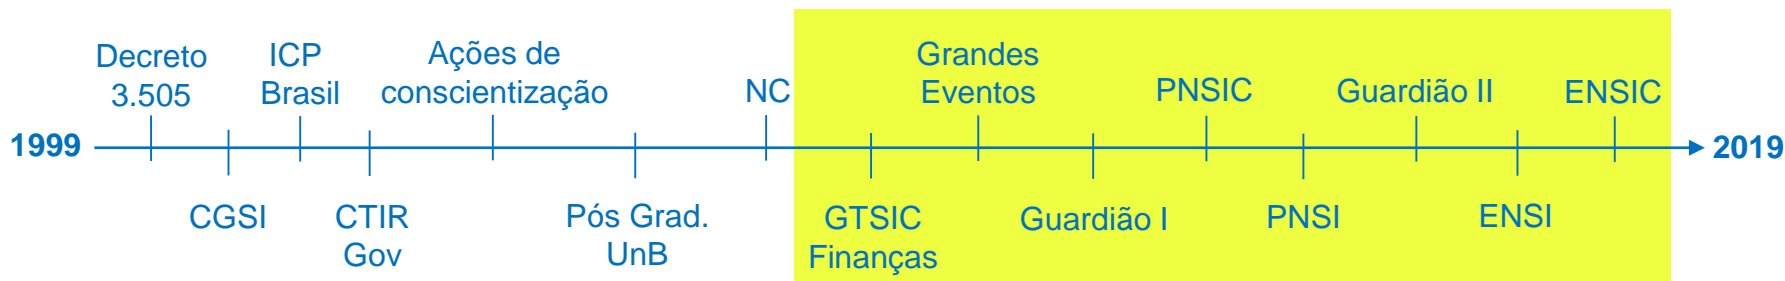 1999
Decreto
3.505
CGSI
ICP
Brasil
CTIR
Gov
Ações de
conscientização
Pós Grad.
UnB
NC
GTSIC
Finanças
Grandes
Eventos
Guardião I
PNSIC
PNSI
Guardião II
ENSI
ENSIC
2019